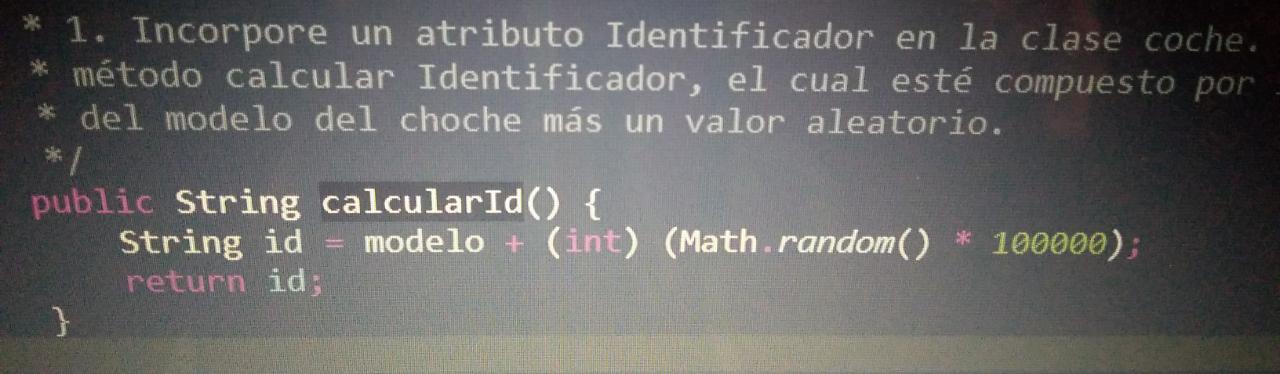 * 1. Incorpore un atributo Identificador en la clase coche.
* método calcular Identificador, el cual esté compuesto por
* del modelo del choche más un valor aleatorio.
*/
public String calcularId() {
String id = modelo + (int) (Math.random() * 100000);
return id;
}